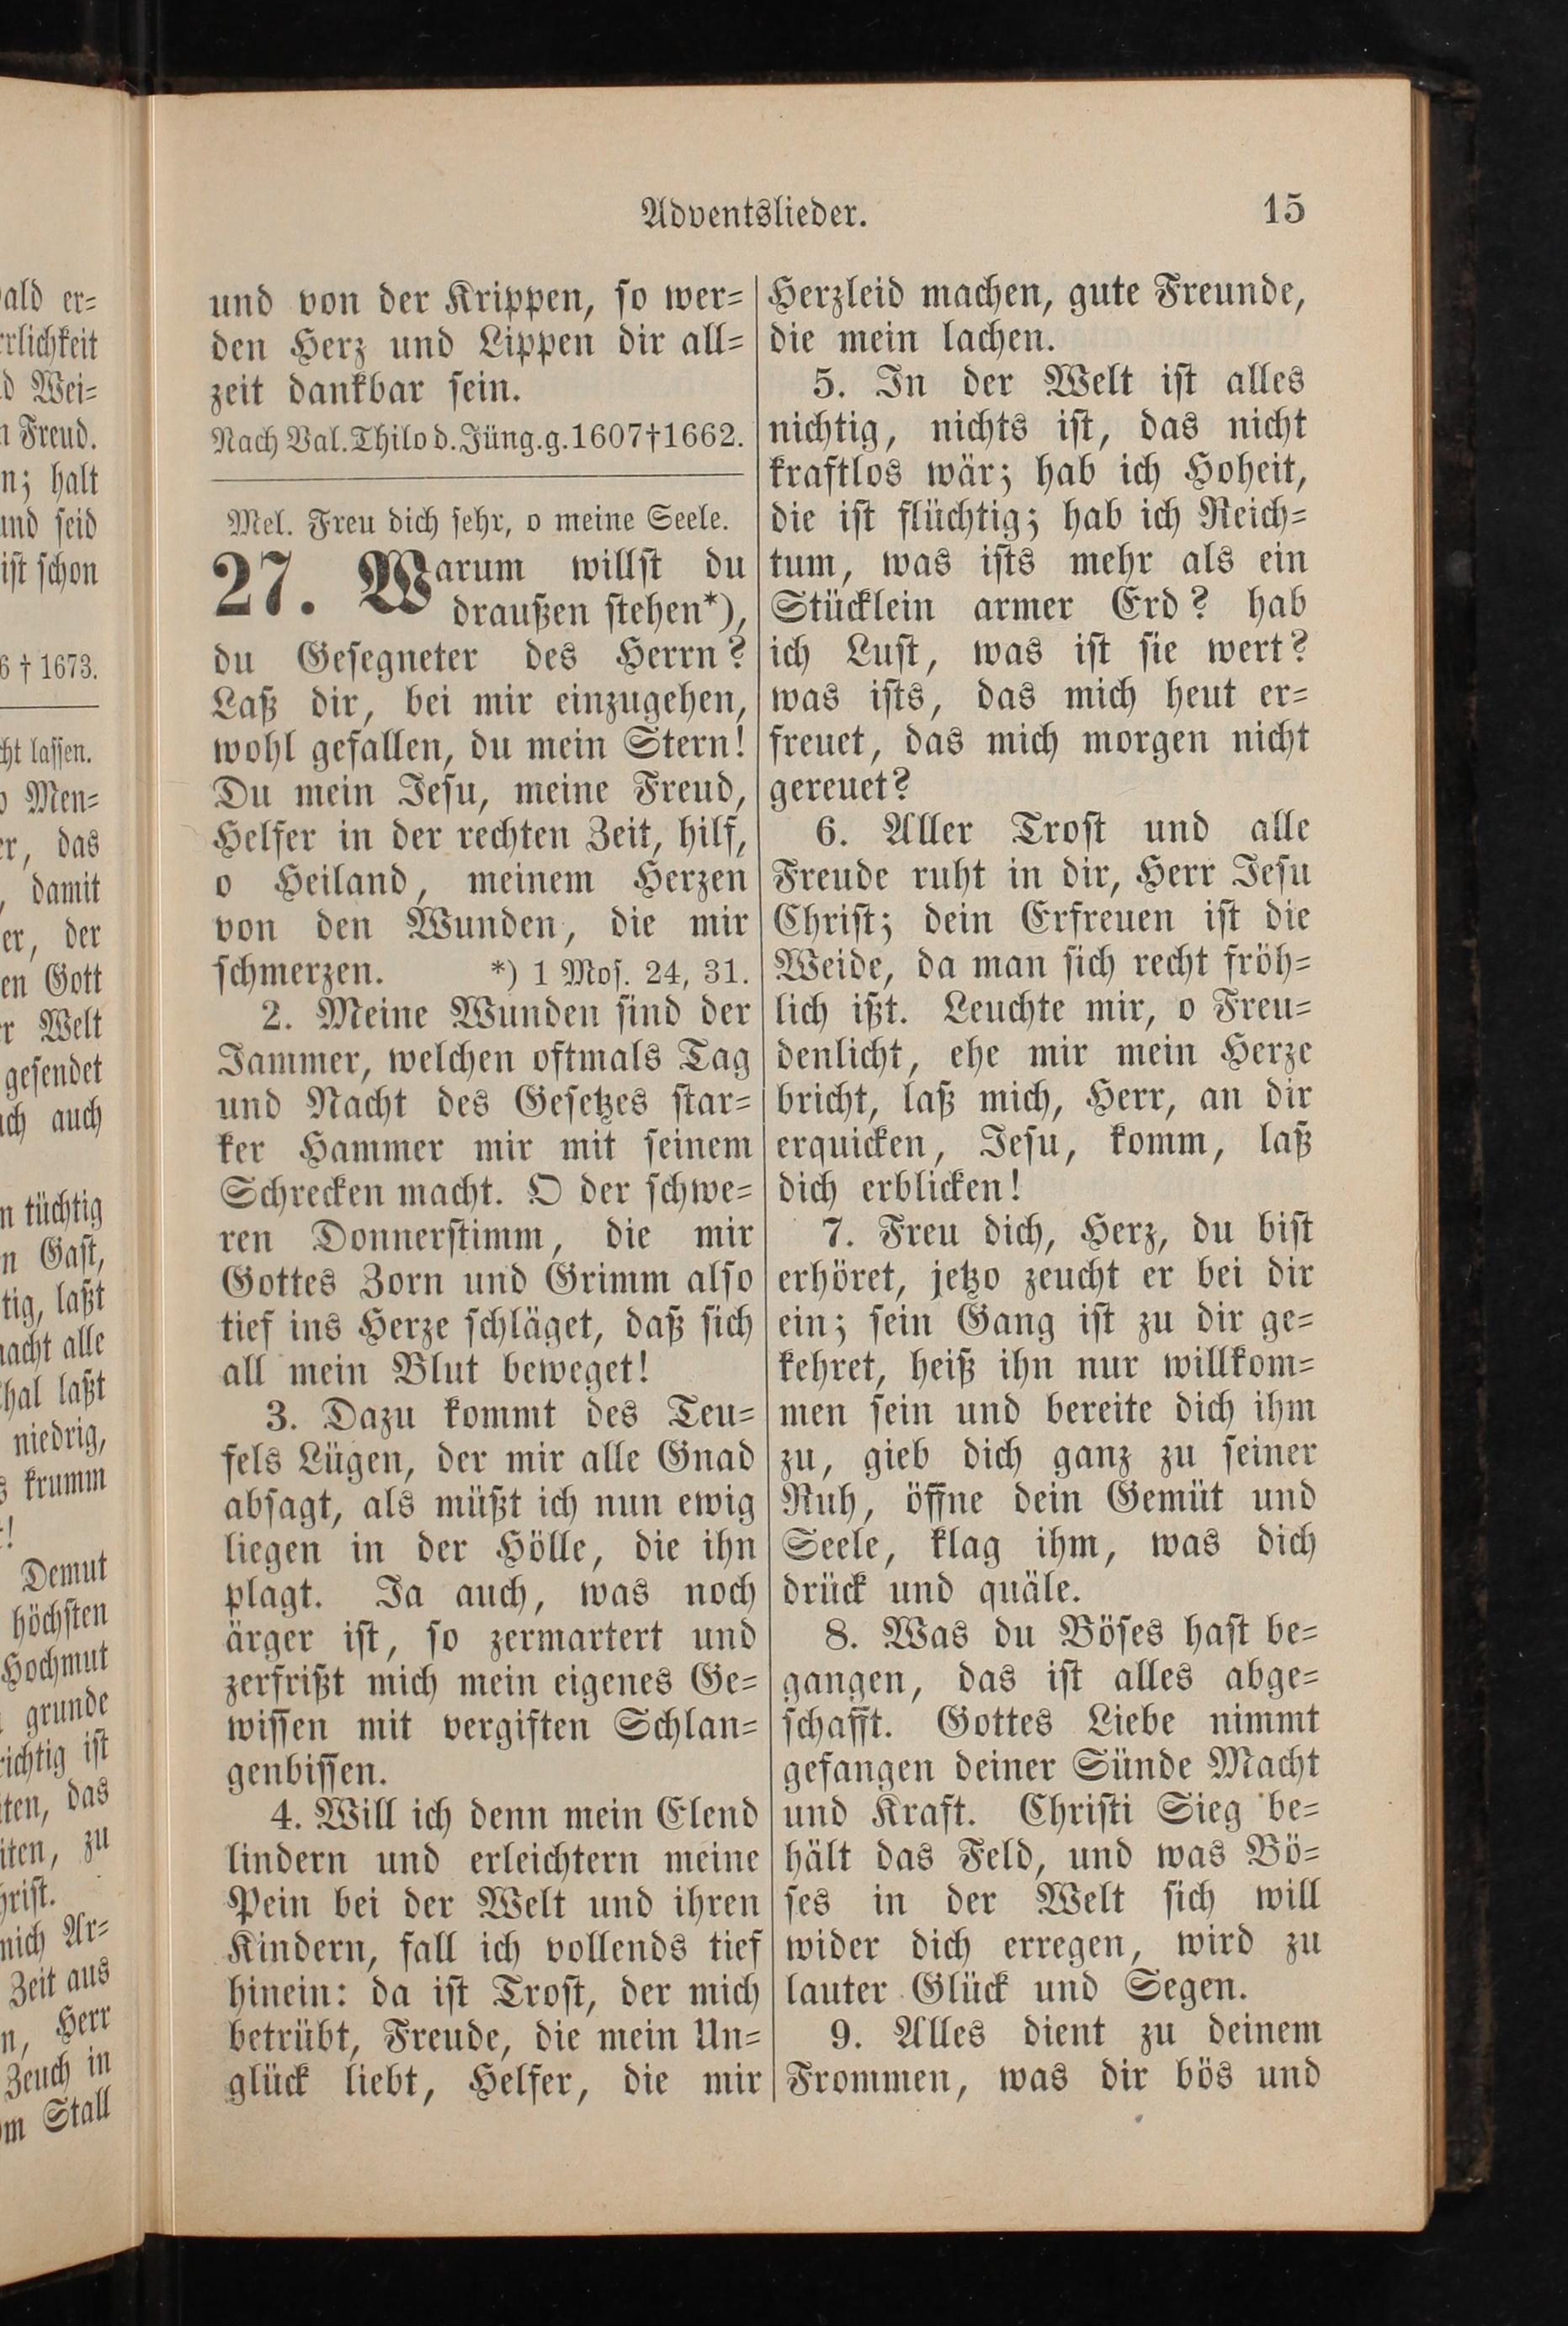 Adventslieder.
15
und von der Krippen, so wer=
den Herz und Lippen dir all=
zeit dankbar sein.
Nach Val. Thilo d. Jüng. g. 1607 † 1662.
Mel. Freu dich sehr, o meine Seele.
27. Warum willst du
draußen stehen*),
du Gesegneter des Herrn?
Laß dir, bei mir einzugehen,
wohl gefallen, du mein Stern!
Du mein Jesu, meine Freud,
Helfer in der rechten Zeit, hilf,
o Heiland, meinem Herzen
von den Wunden, die mir
schmerzen. *) 1 Mos. 24, 31.
2. Meine Wunden sind der
Jammer, welchen oftmals Tag
und Nacht des Gesetzes star=
ker Hammer mir mit seinem
Schrecken macht. O der schwe=
ren Donnerstimm, die mir
Gottes Zorn und Grimm also
tief ins Herze schläget, daß sich
all mein Blut beweget!
3. Dazu kommt des Teu=
fels Lügen, der mir alle Gnad
absagt, als müßt ich nun ewig
liegen in der Hölle, die ihn
plagt. Ja auch, was noch
ärger ist, so zermartert und
zerfrißt mich mein eigenes Ge=
wissen mit vergiften Schlan=
genbissen.
4. Will ich denn mein Elend
lindern und erleichtern meine
Pein bei der Welt und ihren
Kindern, fall ich vollends tief
hinein: da ist Trost, der mich
betrübt, Freude, die mein Un=
glück liebt, Helfer, die mir
Herzleid machen, gute Freunde,
die mein lachen.
5. In der Welt ist alles
nichtig, nichts ist, das nicht
kraftlos wär; hab ich Hoheit,
die ist flüchtig; hab ich Reich=
tum, was ists mehr als ein
Stücklein armer Erd? hab
ich Lust, was ist sie wert?
was ists, das mich heut er=
freuet, das mich morgen nicht
gereuet?
6. Aller Trost und alle
Freude ruht in dir, Herr Jesu
Christ; dein Erfreuen ist die
Weide, da man sich recht fröh=
lich ißt. Leuchte mir, o Freu=
denlicht, ehe mir mein Herze
bricht, laß mich, Herr, an dir
erquicken, Jesu, komm, laß
dich erblicken!
7. Freu dich, Herz, du bist
erhöret, jetzo zeucht er bei dir
ein; sein Gang ist zu dir ge=
kehret, heiß ihn nur willkom=
men sein und bereite dich ihm
zu, gieb dich ganz zu seiner
Ruh, öffne dein Gemüt und
Seele, klag ihm, was dich
drück und quäle.
8. Was du Böses hast be=
gangen, das ist alles abge=
schafft. Gottes Liebe nimmt
gefangen deiner Sünde Macht
und Kraft. Christi Sieg be=
hält das Feld, und was Bö=
ses in der Welt sich will
wider dich erregen, wird zu
lauter Glück und Segen.
9. Alles dient zu deinem
Frommen, was dir bös und